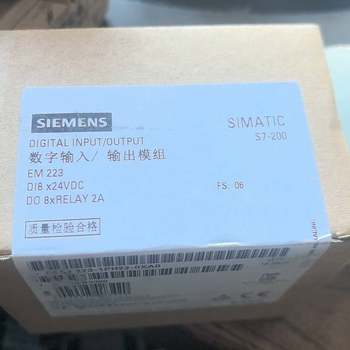 SIEMENS
SIMATIC
S7-200
DIGITAL INPUT/OUTPUT
数字输入/ 输出模组
EM 223
DI8 x24VDC
FS: 06
DO 8xRELAY 2A
质量检验合格